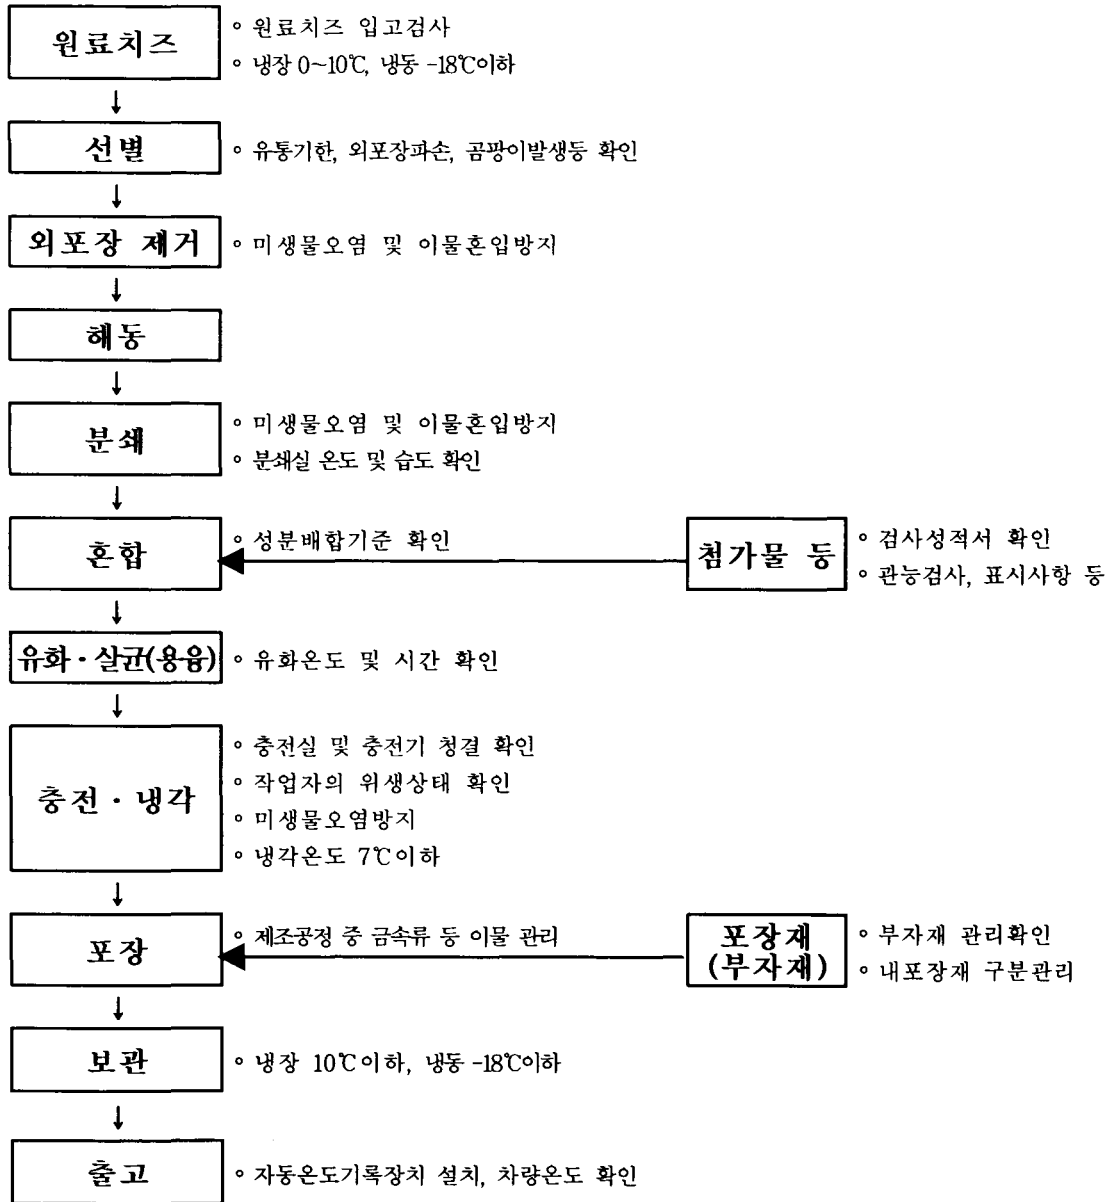 원료치즈
◦ 원료치즈 입고검사
◦ 냉장 0~10℃, 냉동 -18℃이하
↓
선별
◦ 유통기한, 외포장파손, 곰팡이발생등 확인
↓
외포장 제거
◦ 미생물오염 및 이물혼입방지
↓
해동
↓
분쇄
◦ 미생물오염 및 이물혼입방지
◦ 분쇄실 온도 및 습도 확인
↓
혼합
◦ 성분배합기준 확인
첨가물 등
◦ 검사성적서 확인
◦ 관능검사, 표시사항 등
↓
유화·살균(용융)
◦ 유화온도 및 시간 확인
↓
충전·냉각
◦ 충전실 및 충전기 청결 확인
◦ 작업자의 위생상태 확인
◦ 미생물오염방지
◦ 냉각온도 7℃이하
↓
포장
◦ 제조공정 중 금속류 등 이물 관리
포장재
(부자재)
◦ 부자재 관리확인
◦ 내포장재 구분관리
↓
보관
◦ 냉장 10℃이하, 냉동 -18℃이하
↓
출고
◦ 자동온도기록장치 설치, 차량온도 확인